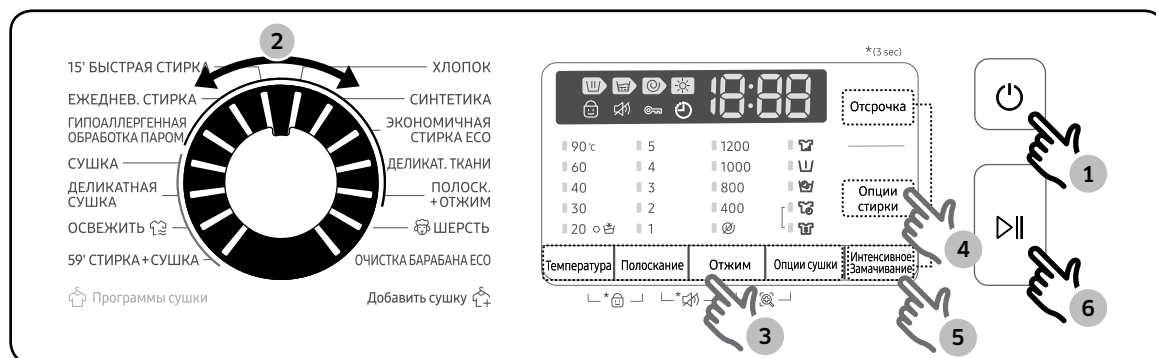 2
15' БЫСТРАЯ СТИРКА
ЕЖЕДНЕВ. СТИРКА
ГИПОАЛЛЕРГЕННАЯ
ОБРАБОТКА ПАРОМ
СУШКА
ДЕЛИКАТНАЯ
СУШКА
ОСВЕЖИТЬ
59' СТИРКА+СУШКА
Программы сушки
ХЛОПОК
СИНТЕТИКА
ЭКОНОМИЧНАЯ
СТИРКА ECO
ДЕЛИКАТ. ТКАНИ
ПОЛОСК.
+ОТЖИМ
ШЕРСТЬ
ОЧИСТКА БАРАБАНА ECO
Добавить сушку
*(3 sec)
18:88
Отсрочка
90℃ 5 1200
60 4 1000
40 3 800
30 2 400
20 1
Опции
стирки
Температура
Полоскание
Отжим
Опции сушки
Интенсивное
Замачивание
*
*
3
4
5
1
6